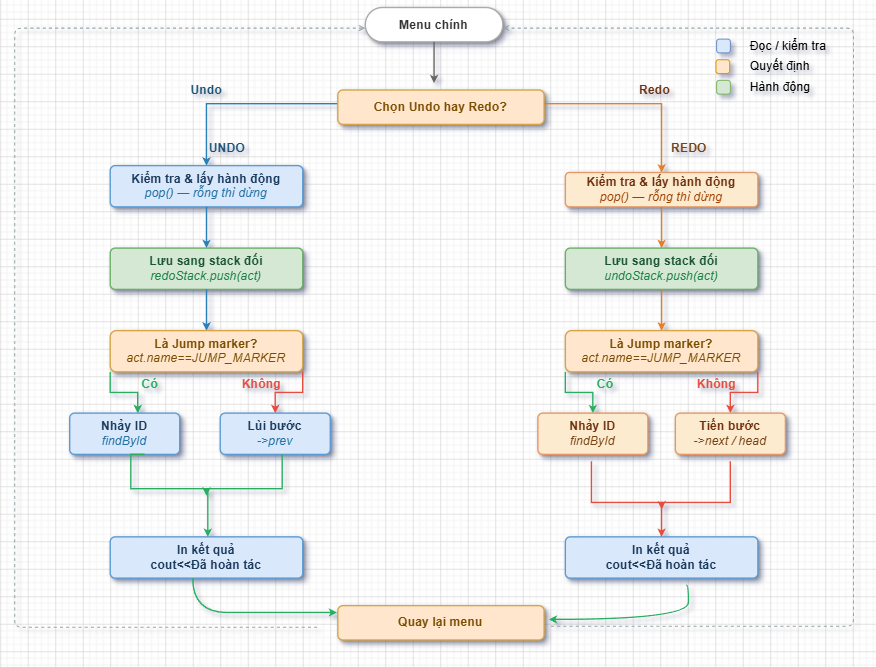 Menu chính
Đọc / kiểm tra
Quyết định
Hành động
Undo
Chọn Undo hay Redo?
Redo
UNDO
REDO
Kiểm tra & lấy hành động
pop() — rỗng thì dừng
Kiểm tra & lấy hành động
pop() — rỗng thì dừng
Lưu sang stack đối
redoStack.push(act)
Lưu sang stack đối
undoStack.push(act)
Là Jump marker?
act.name==JUMP_MARKER
Là Jump marker?
act.name==JUMP_MARKER
Có
Không
Có
Không
Nhảy ID
findById
Lùi bước
->prev
Nhảy ID
findById
Tiến bước
->next / head
In kết quả
cout<<Đã hoàn tác
In kết quả
cout<<Đã hoàn tác
Quay lại menu